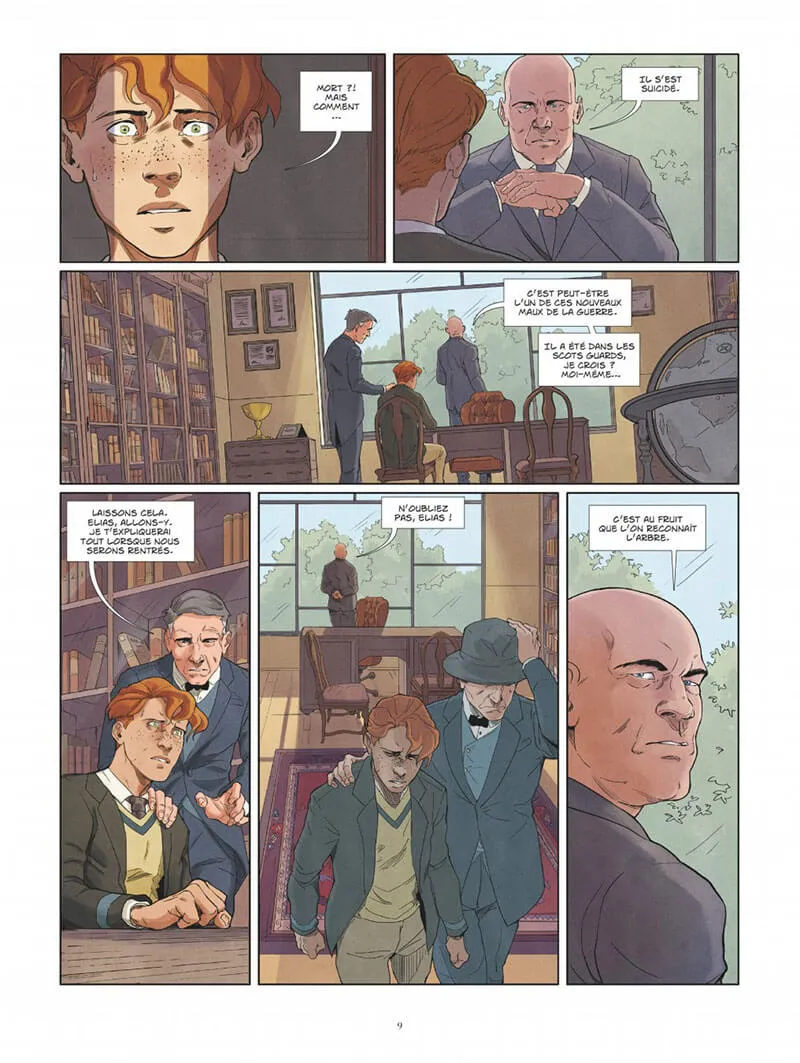 MORT ?!
MAIS
COMMENT
...
IL S'EST
SUICIDÉ.
C'EST PEUT-ÊTRE
L'UN DE CES NOUVEAUX
MAUX DE LA GUERRE.
IL A ÉTÉ DANS LES
SCOTS GUARDS,
JE CROIS ?
MOI-MÊME...
LAISSONS CELA.
ELIAS, ALLONS-Y.
JE T'EXPLIQUERAI
TOUT LORSQUE NOUS
SERONS RENTRÉS.
N'OUBLIEZ
PAS, ELIAS !
C'EST AU FRUIT
QUE L'ON RECONNAÎT
L'ARBRE.
9